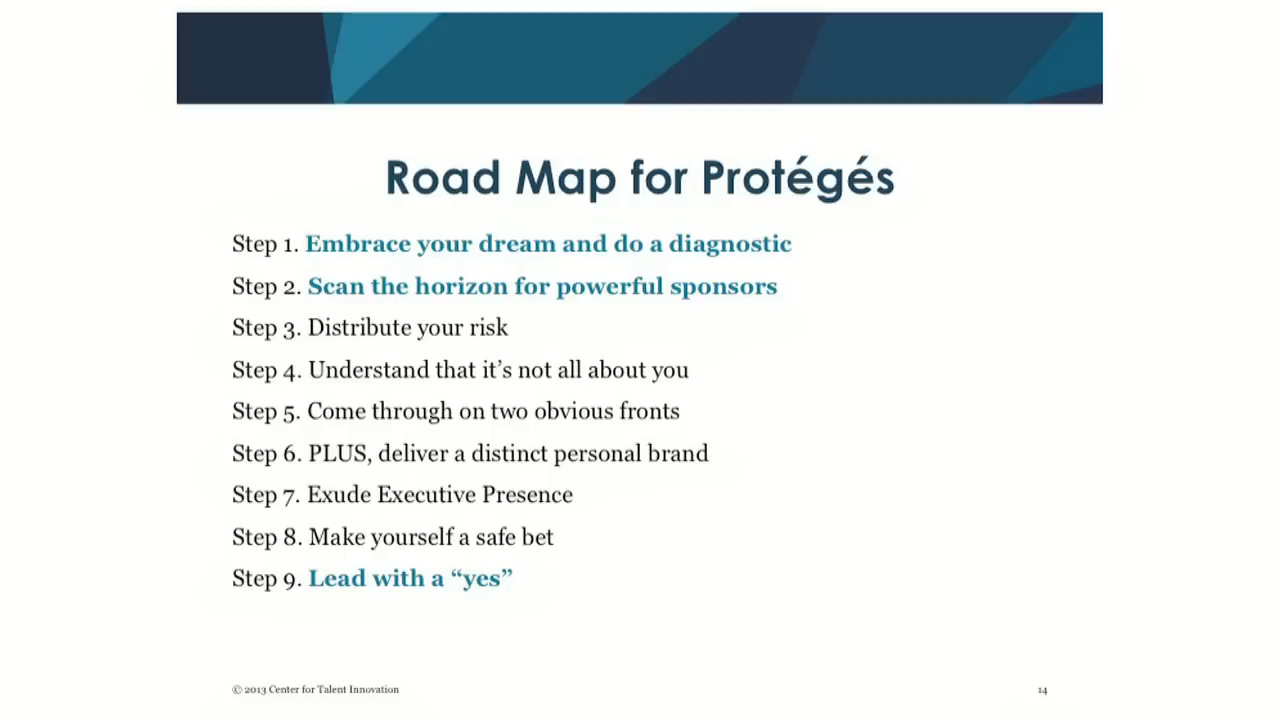 Road Map for Protégés
Step 1. Embrace your dream and do a diagnostic
Step 2. Scan the horizon for powerful sponsors
Step 3. Distribute your risk
Step 4. Understand that it’s not all about you
Step 5. Come through on two obvious fronts
Step 6. PLUS, deliver a distinct personal brand
Step 7. Exude Executive Presence
Step 8. Make yourself a safe bet
Step 9. Lead with a “yes”
© 2013 Center for Talent Innovation
14